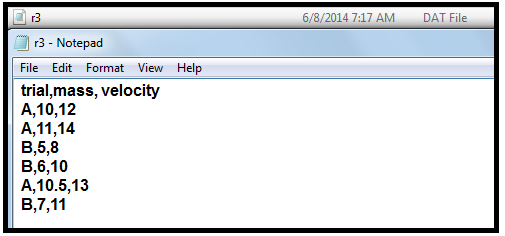 r3 6/8/2014 7:17 AM DAT File
r3 - Notepad
File Edit Format View Help
trial,mass, velocity
A,10,12
A,11,14
B,5,8
B,6,10
A,10.5,13
B,7,11